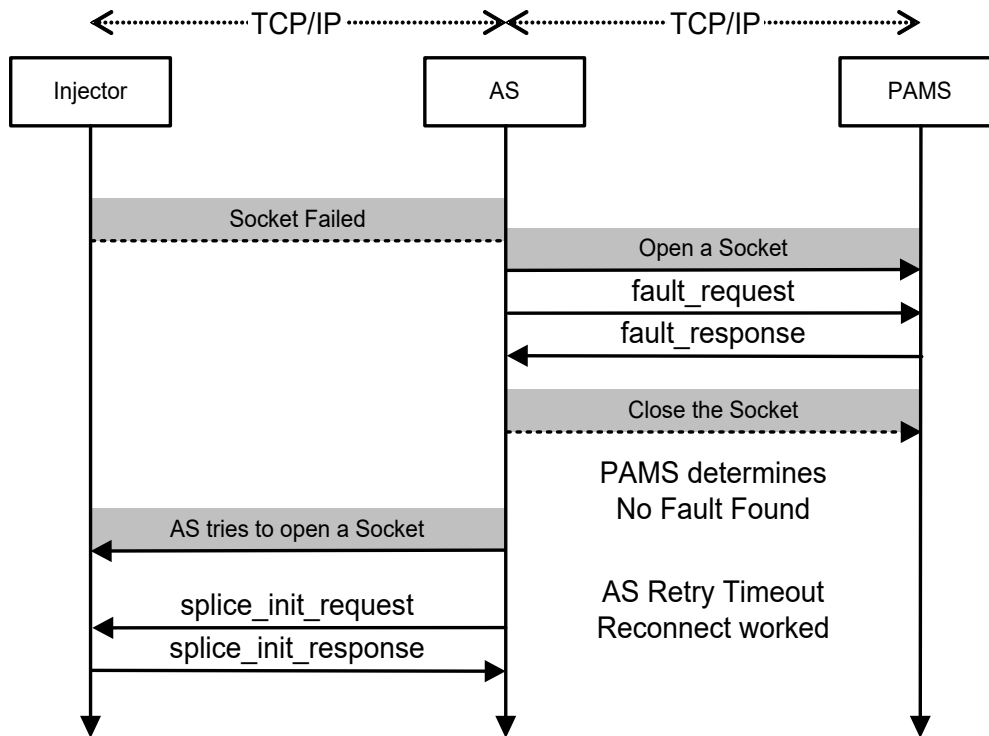 TCP/IP
TCP/IP
Injector
AS
PAMS
Socket Failed
Open a Socket
fault_request
fault_response
Close the Socket
PAMS determines
No Fault Found
AS tries to open a Socket
AS Retry Timeout
Reconnect worked
splice_init_request
splice_init_response